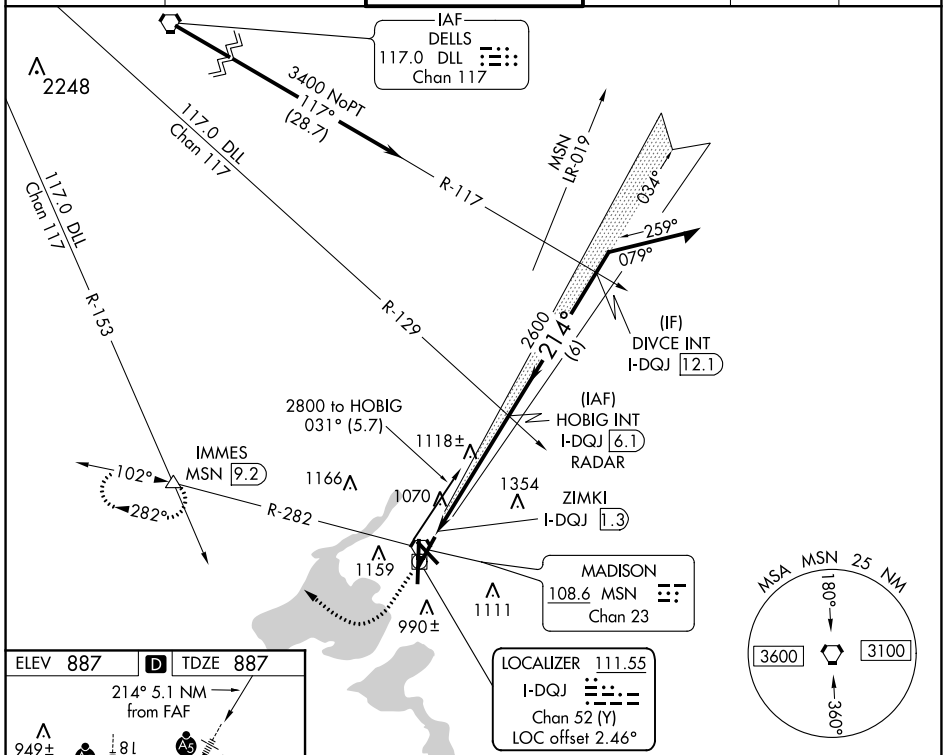 IAF
DELLS
117.0 DLL
Chan 117
2248
3400 NoPT
117°
(28.7)
117.0 DLL
Chan 117
MSN
LR-019
034°
R-117
117.0 DLL
Chan 117
259°
079°
R-153
R-129
2600
214°
(6)
(IF)
DIVCE INT
I-DQJ 12.1
2800 to HOBIG
031° (5.7)
(IAF)
HOBIG INT
I-DQJ 6.1
RADAR
1118±
IMMES
MSN 9.2
102°
282°
1166
1070
1354
ZIMKI
I-DQJ 1.3
R-282
1159
MADISON
108.6 MSN
Chan 23
1111
990±
MSA MSN 25 NM
180°
3600
3100
360°
LOCALIZER 111.55
I-DQJ
Chan 52 (Y)
LOC offset 2.46°
ELEV 887 D TDZE 887
214° 5.1 NM
from FAF
949±
18
A5